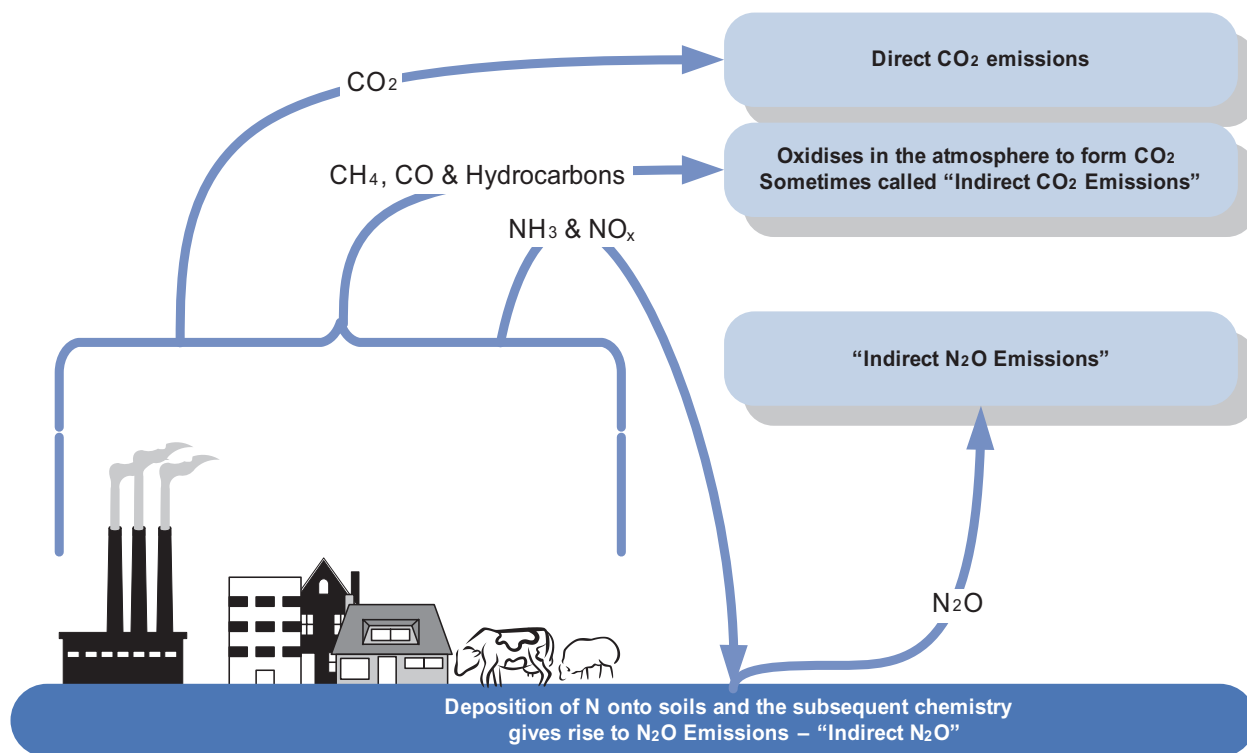 Direct CO₂ emissions
CO₂
Oxidises in the atmosphere to form CO₂
Sometimes called “Indirect CO₂ Emissions”
CH₄, CO & Hydrocarbons
NH₃ & NOₓ
“Indirect N₂O Emissions”
N₂O
Deposition of N onto soils and the subsequent chemistry
gives rise to N₂O Emissions – “Indirect N₂O”